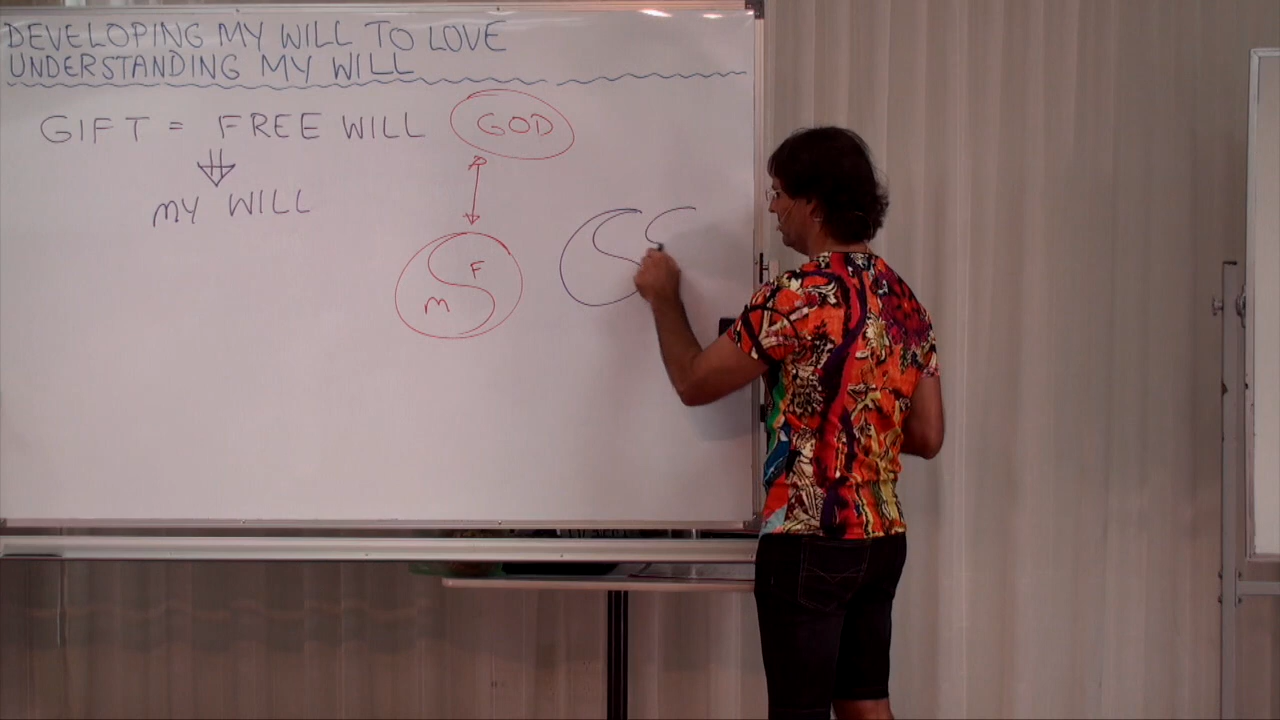 DEVELOPING MY WILL TO LOVE
UNDERSTANDING MY WILL
GIFT = FREE WILL
GOD
MY WILL
F
M